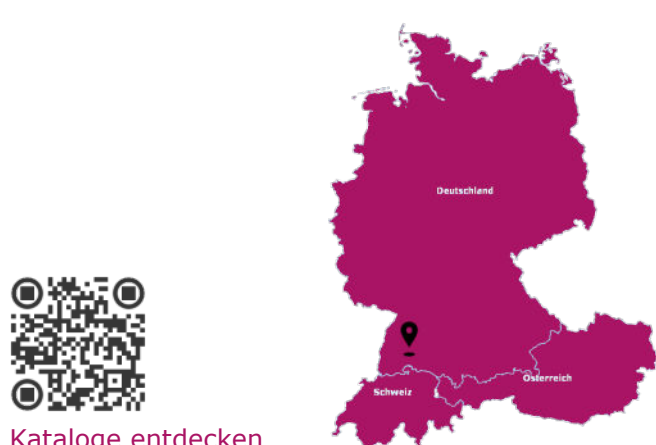 Deutschland
Österreich
Schweiz
Kataloge entdecken